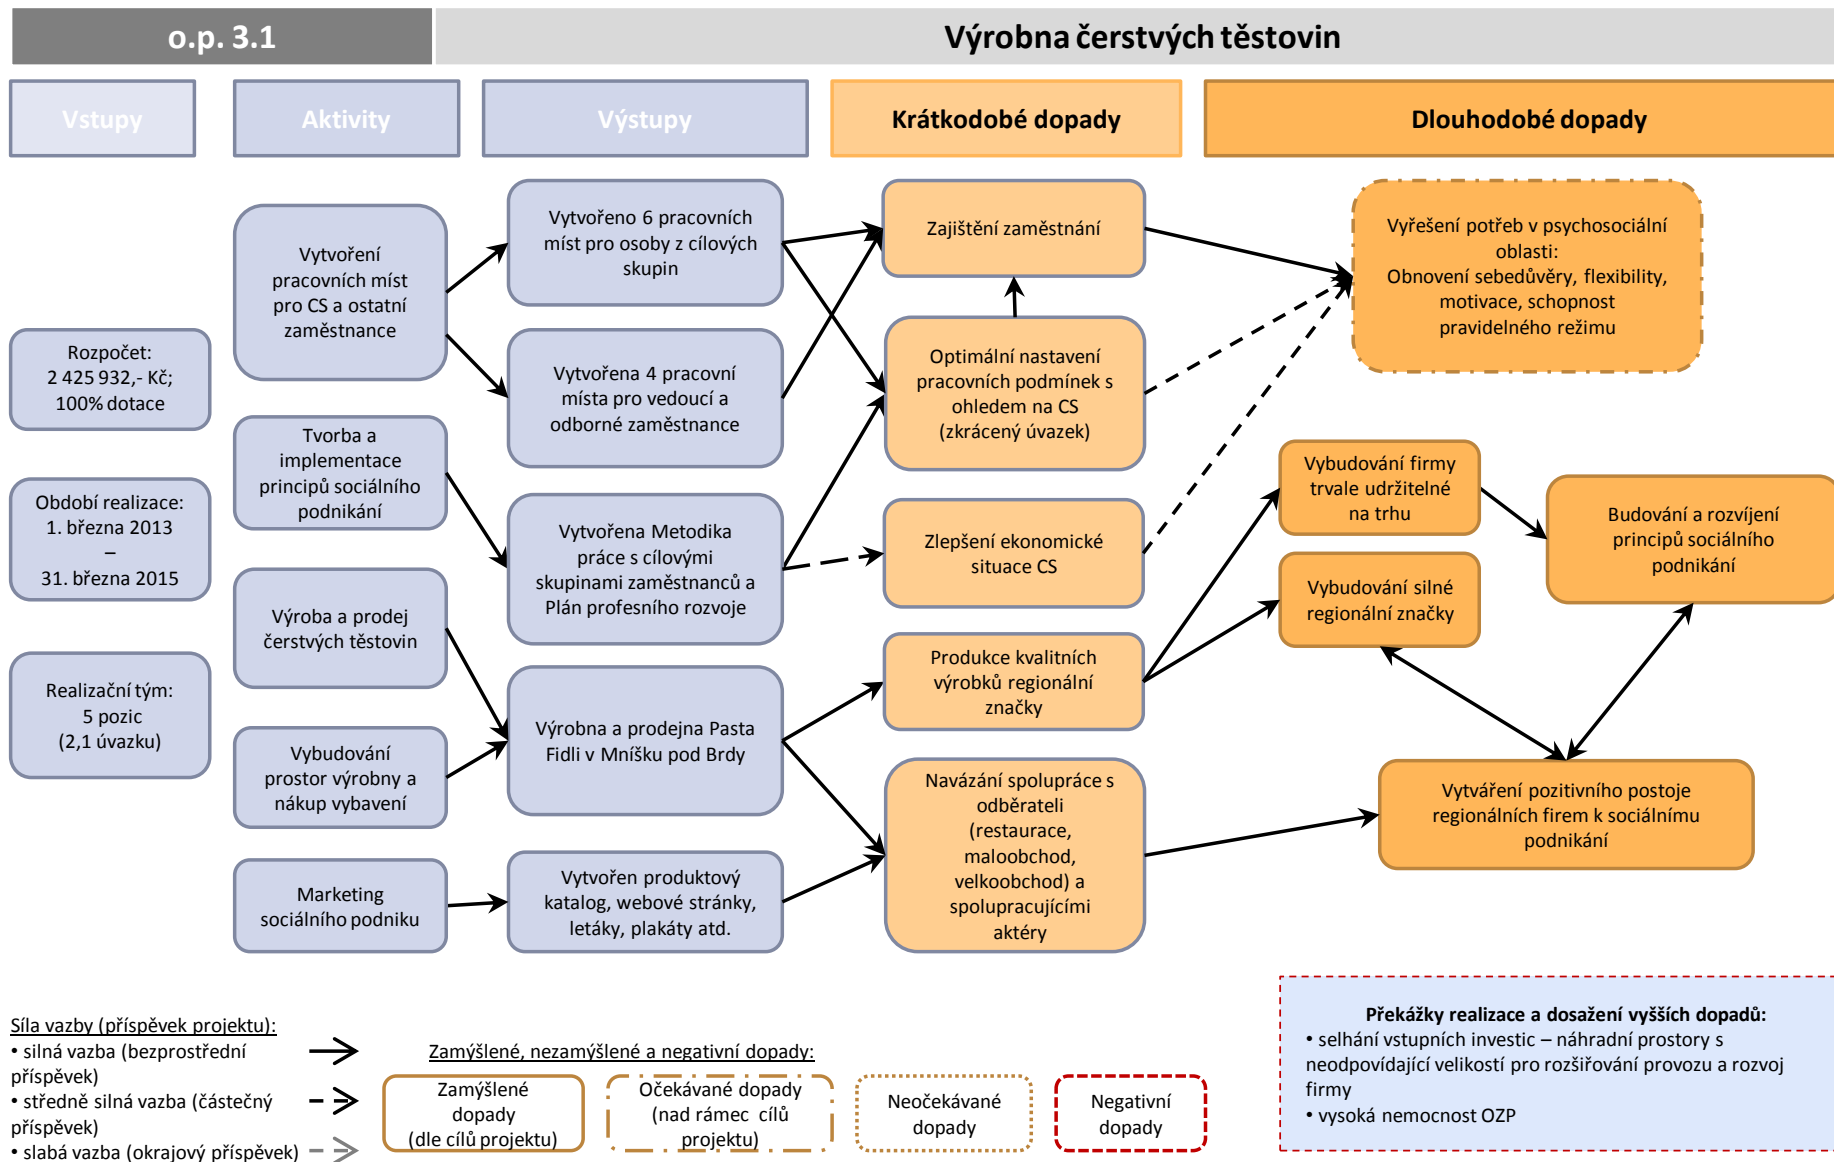 o.p. 3.1
Výrobna čerstvých těstovin
Vstupy
Aktivity
Výstupy
Krátkodobé dopady
Dlouhodobé dopady
Rozpočet:
2 425 932,- Kč;
100% dotace
Období realizace:
1. března 2013
–
31. března 2015
Realizační tým:
5 pozic
(2,1 úvazku)
Vytvoření
pracovních míst
pro CS a ostatní
zaměstnance
Tvorba a
implementace
principů sociálního
podnikání
Výroba a prodej
čerstvých těstovin
Vybudování
prostor výrobny a
nákup vybavení
Marketing
sociálního podniku
Vytvořeno 6 pracovních
míst pro osoby z cílových
skupin
Vytvořena 4 pracovní
místa pro vedoucí a
odborné zaměstnance
Vytvořena Metodika
práce s cílovými
skupinami zaměstnanců a
Plán profesního rozvoje
Výrobna a prodejna Pasta
Fidli v Mníšku pod Brdy
Vytvořen produktový
katalog, webové stránky,
letáky, plakáty atd.
Zajištění zaměstnání
Optimální nastavení
pracovních podmínek s
ohledem na CS
(zkrácený úvazek)
Zlepšení ekonomické
situace CS
Produkce kvalitních
výrobků regionální
značky
Navázání spolupráce s
odběrateli
(restaurace,
maloobchod,
velkoobchod) a
spolupracujícími
aktéry
Vyřešení potřeb v psychosociální
oblasti:
Obnovení sebedůvěry, flexibility,
motivace, schopnost
pravidelného režimu
Vybudování firmy
trvale udržitelné
na trhu
Vybudování silné
regionální značky
Budování a rozvíjení
principů sociálního
podnikání
Vytváření pozitivního postoje
regionálních firem k sociálnímu
podnikání
Síla vazby (příspěvek projektu):
• silná vazba (bezprostřední
příspěvek)
• středně silná vazba (částečný
příspěvek)
• slabá vazba (okrajový příspěvek)
Zamýšlené, nezamýšlené a negativní dopady:
Zamýšlené
dopady
(dle cílů projektu)
Očekávané dopady
(nad rámec cílů
projektu)
Neočekávané
dopady
Negativní
dopady
Překážky realizace a dosažení vyšších dopadů:
• selhání vstupních investic – náhradní prostory s
neodpovídající velikostí pro rozšiřování provozu a rozvoj
firmy
• vysoká nemocnost OZP